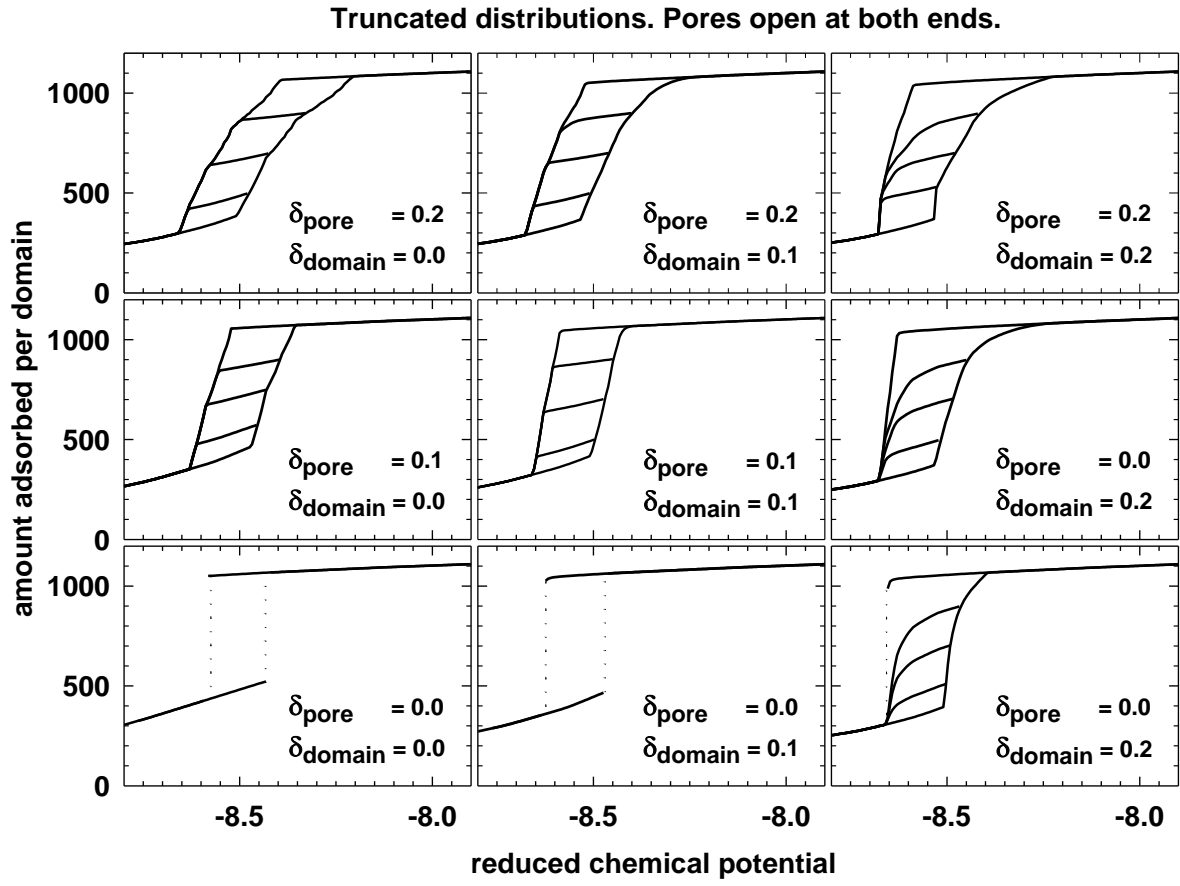 Truncated distributions. Pores open at both ends.
amount adsorbed per domain
1000
500
0
δpore = 0.2
δdomain = 0.0
δpore = 0.2
δdomain = 0.1
δpore = 0.2
δdomain = 0.2
1000
500
0
δpore = 0.1
δdomain = 0.0
δpore = 0.1
δdomain = 0.1
δpore = 0.0
δdomain = 0.2
1000
500
0
δpore = 0.0
δdomain = 0.0
δpore = 0.0
δdomain = 0.1
δpore = 0.0
δdomain = 0.2
-8.5 -8.0 -8.5 -8.0 -8.5 -8.0
reduced chemical potential